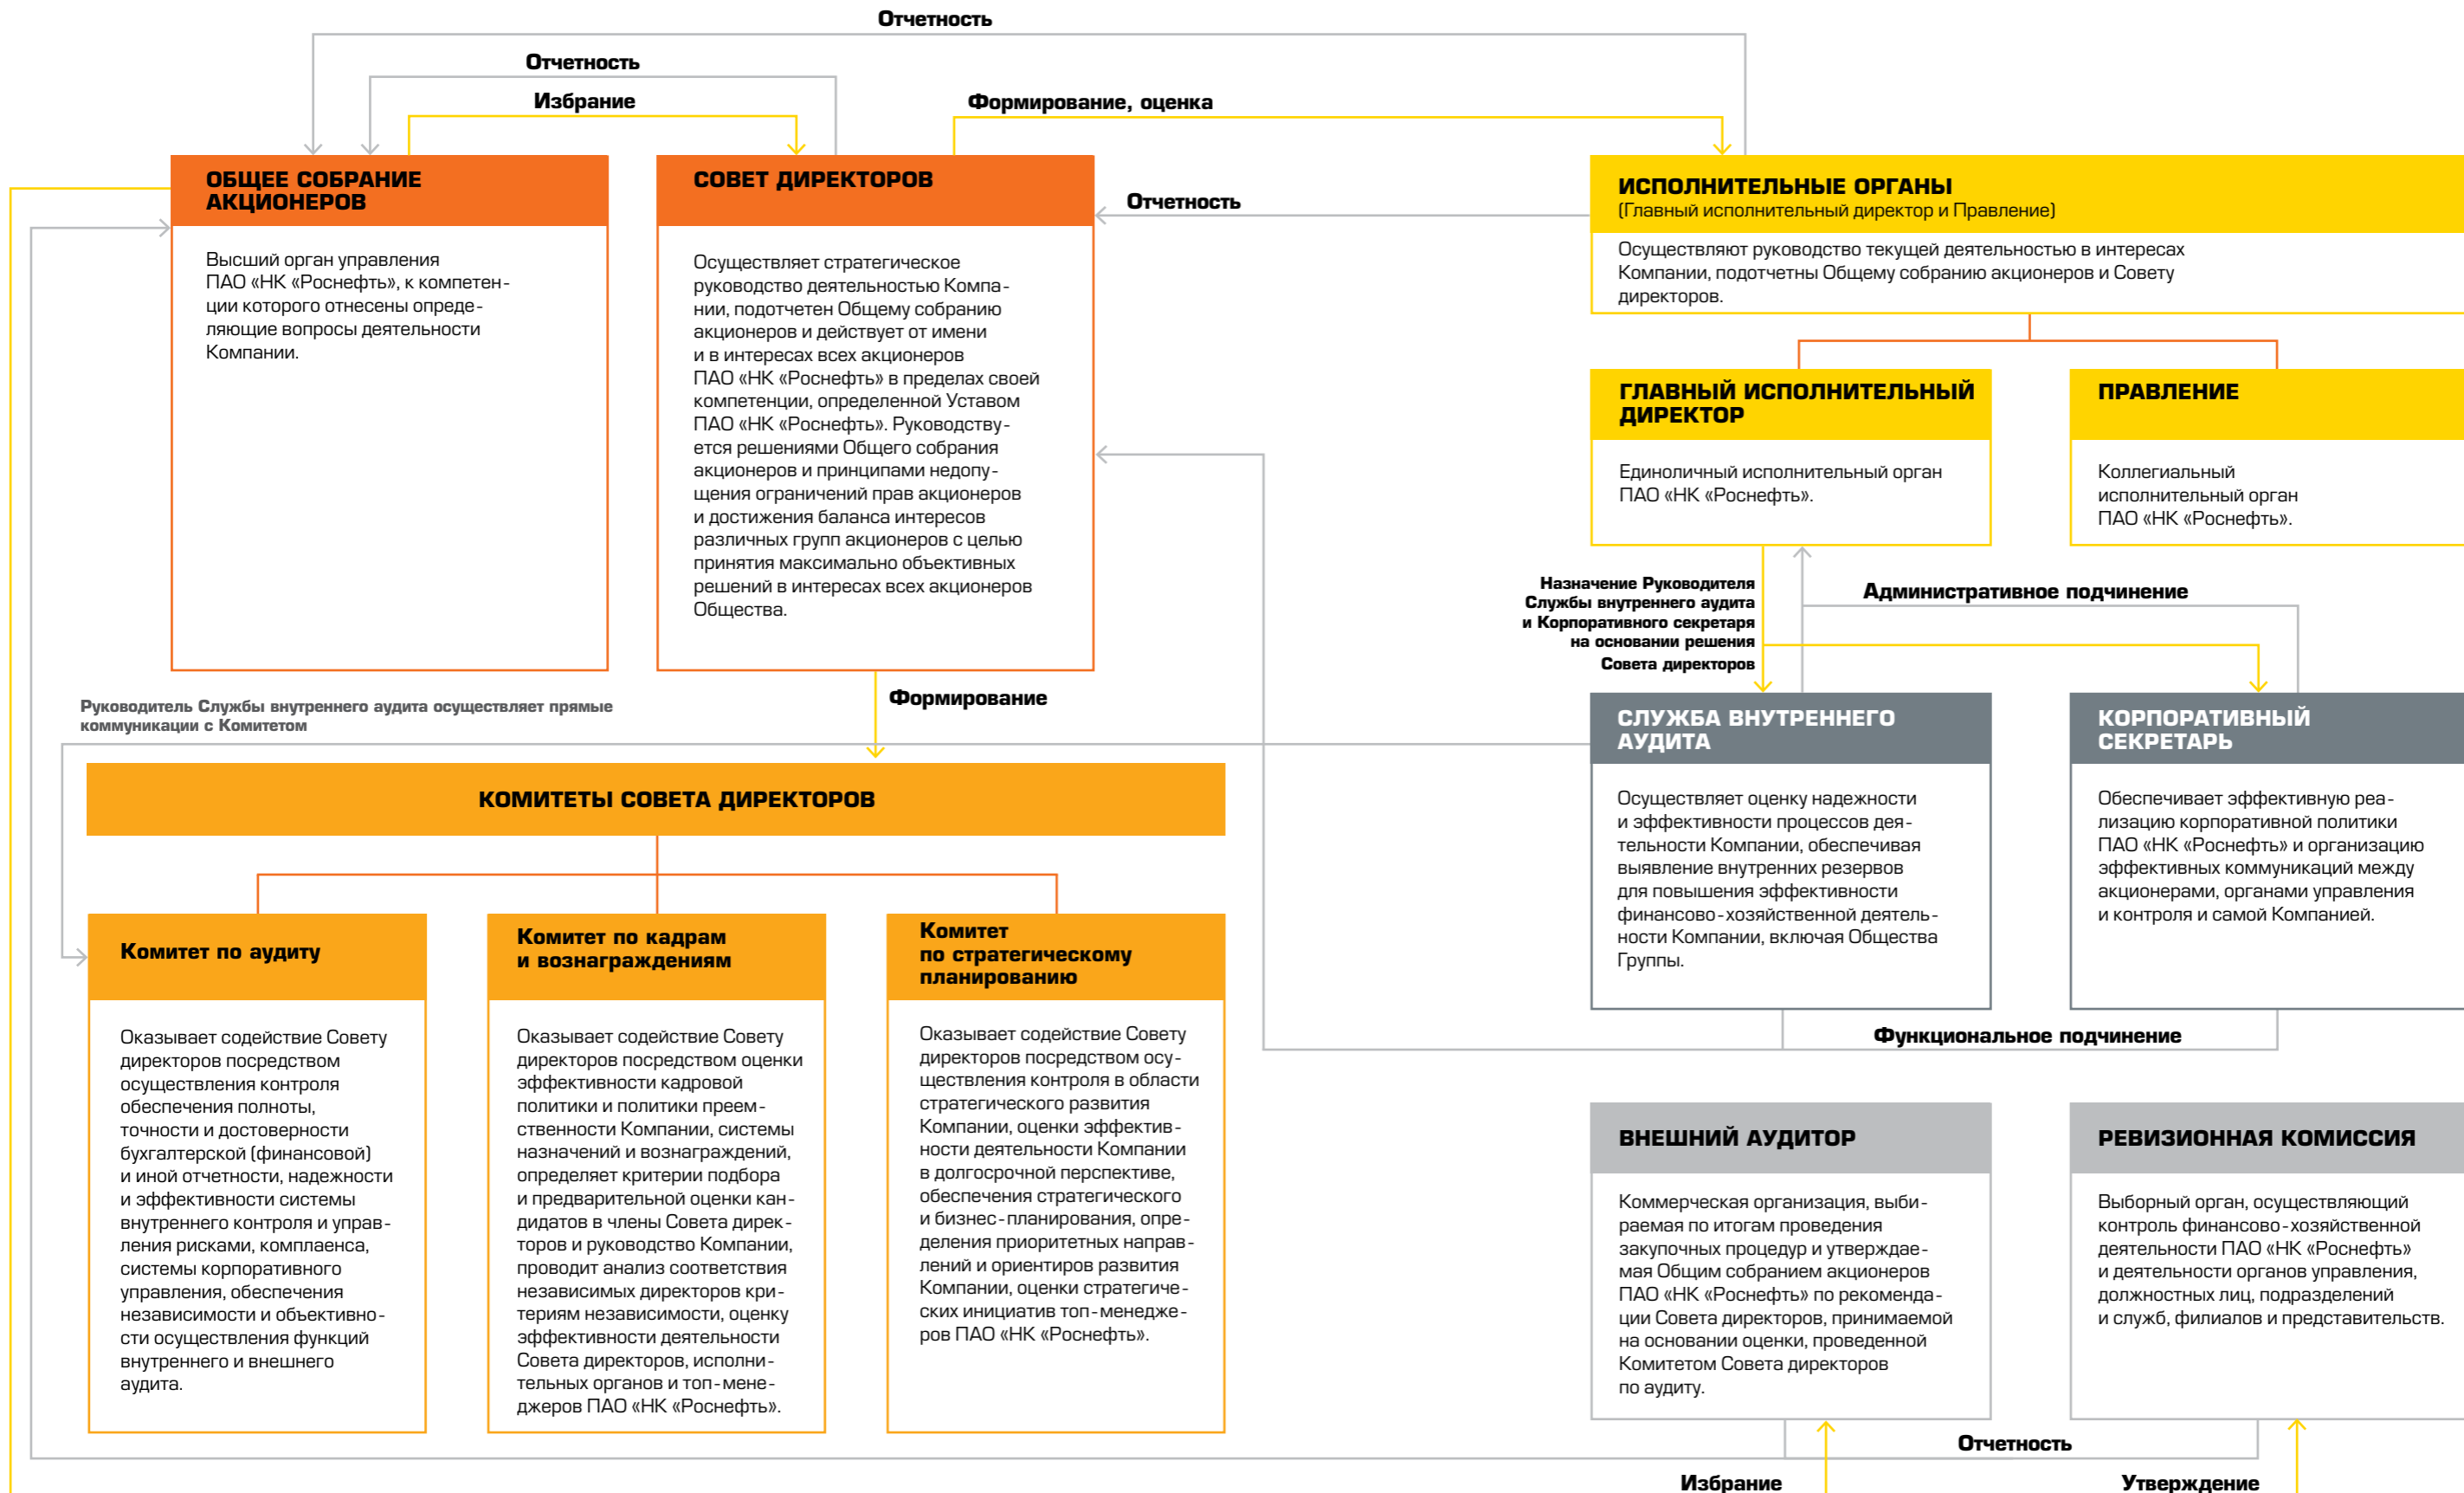 Отчетность
Отчетность
Избрание
Формирование, оценка
ОБЩЕЕ СОБРАНИЕ
АКЦИОНЕРОВ
Высший орган управления
ПАО «НК «Роснефть», к компетен-
ции которого отнесены опреде-
ляющие вопросы деятельности
Компании.
СОВЕТ ДИРЕКТОРОВ
Осуществляет стратегическое
руководство деятельностью Компа-
нии, подотчетен Общему собранию
акционеров и действует от имени
и в интересах всех акционеров
ПАО «НК «Роснефть» в пределах своей
компетенции, определенной Уставом
ПАО «НК «Роснефть». Руководству-
ется решениями Общего собрания
акционеров и принципами недопу-
щения ограничений прав акционеров
и достижения баланса интересов
различных групп акционеров с целью
принятия максимально объективных
решений в интересах всех акционеров
Общества.
Отчетность
ИСПОЛНИТЕЛЬНЫЕ ОРГАНЫ
(Главный исполнительный директор и Правление)
Осуществляют руководство текущей деятельностью в интересах
Компании, подотчетны Общему собранию акционеров и Совету
директоров.
ГЛАВНЫЙ ИСПОЛНИТЕЛЬНЫЙ
ДИРЕКТОР
Единоличный исполнительный орган
ПАО «НК «Роснефть».
ПРАВЛЕНИЕ
Коллегиальный
исполнительный орган
ПАО «НК «Роснефть».
Назначение Руководителя
Службы внутреннего аудита
и Корпоративного секретаря
на основании решения
Совета директоров
Административное подчинение
Руководитель Службы внутреннего аудита осуществляет прямые
коммуникации с Комитетом
Формирование
СЛУЖБА ВНУТРЕННЕГО
АУДИТА
Осуществляет оценку надежности
и эффективности процессов дея-
тельности Компании, обеспечивая
выявление внутренних резервов
для повышения эффективности
финансово-хозяйственной деятель-
ности Компании, включая Общества
Группы.
КОРПОРАТИВНЫЙ
СЕКРЕТАРЬ
Обеспечивает эффективную реа-
лизацию корпоративной политики
ПАО «НК «Роснефть» и организацию
эффективных коммуникаций между
акционерами, органами управления
и контроля и самой Компанией.
КОМИТЕТЫ СОВЕТА ДИРЕКТОРОВ
Комитет по аудиту
Оказывает содействие Совету
директоров посредством
осуществления контроля
обеспечения полноты,
точности и достоверности
бухгалтерской (финансовой)
и иной отчетности, надежности
и эффективности системы
внутреннего контроля и управ-
ления рисками, комплаенса,
системы корпоративного
управления, обеспечения
независимости и объективно-
сти осуществления функций
внутреннего и внешнего
аудита.
Комитет по кадрам
и вознаграждениям
Оказывает содействие Совету
директоров посредством оценки
эффективности кадровой
политики и политики преем-
ственности Компании, системы
назначений и вознаграждений,
определяет критерии подбора
и предварительной оценки кан-
дидатов в члены Совета дирек-
торов и руководство Компании,
проводит анализ соответствия
независимых директоров кри-
териям независимости, оценку
эффективности деятельности
Совета директоров, исполни-
тельных органов и топ-мене-
джеров ПАО «НК «Роснефть».
Комитет
по стратегическому
планированию
Оказывает содействие Совету
директоров посредством осу-
ществления контроля в области
стратегического развития
Компании, оценки эффектив-
ности деятельности Компании
в долгосрочной перспективе,
обеспечения стратегического
и бизнес-планирования, опре-
деления приоритетных направ-
лений и ориентиров развития
Компании, оценки стратегиче-
ских инициатив топ-менедже-
ров ПАО «НК «Роснефть».
Функциональное подчинение
ВНЕШНИЙ АУДИТОР
Коммерческая организация, выби-
раемая по итогам проведения
закупочных процедур и утверждае-
мая Общим собранием акционеров
ПАО «НК «Роснефть» по рекоменда-
ции Совета директоров, принимаемой
на основании оценки, проведенной
Комитетом Совета директоров
по аудиту.
РЕВИЗИОННАЯ КОМИССИЯ
Выборный орган, осуществляющий
контроль финансово-хозяйственной
деятельности ПАО «НК «Роснефть»
и деятельности органов управления,
должностных лиц, подразделений
и служб, филиалов и представительств.
Отчетность
Избрание
Утверждение